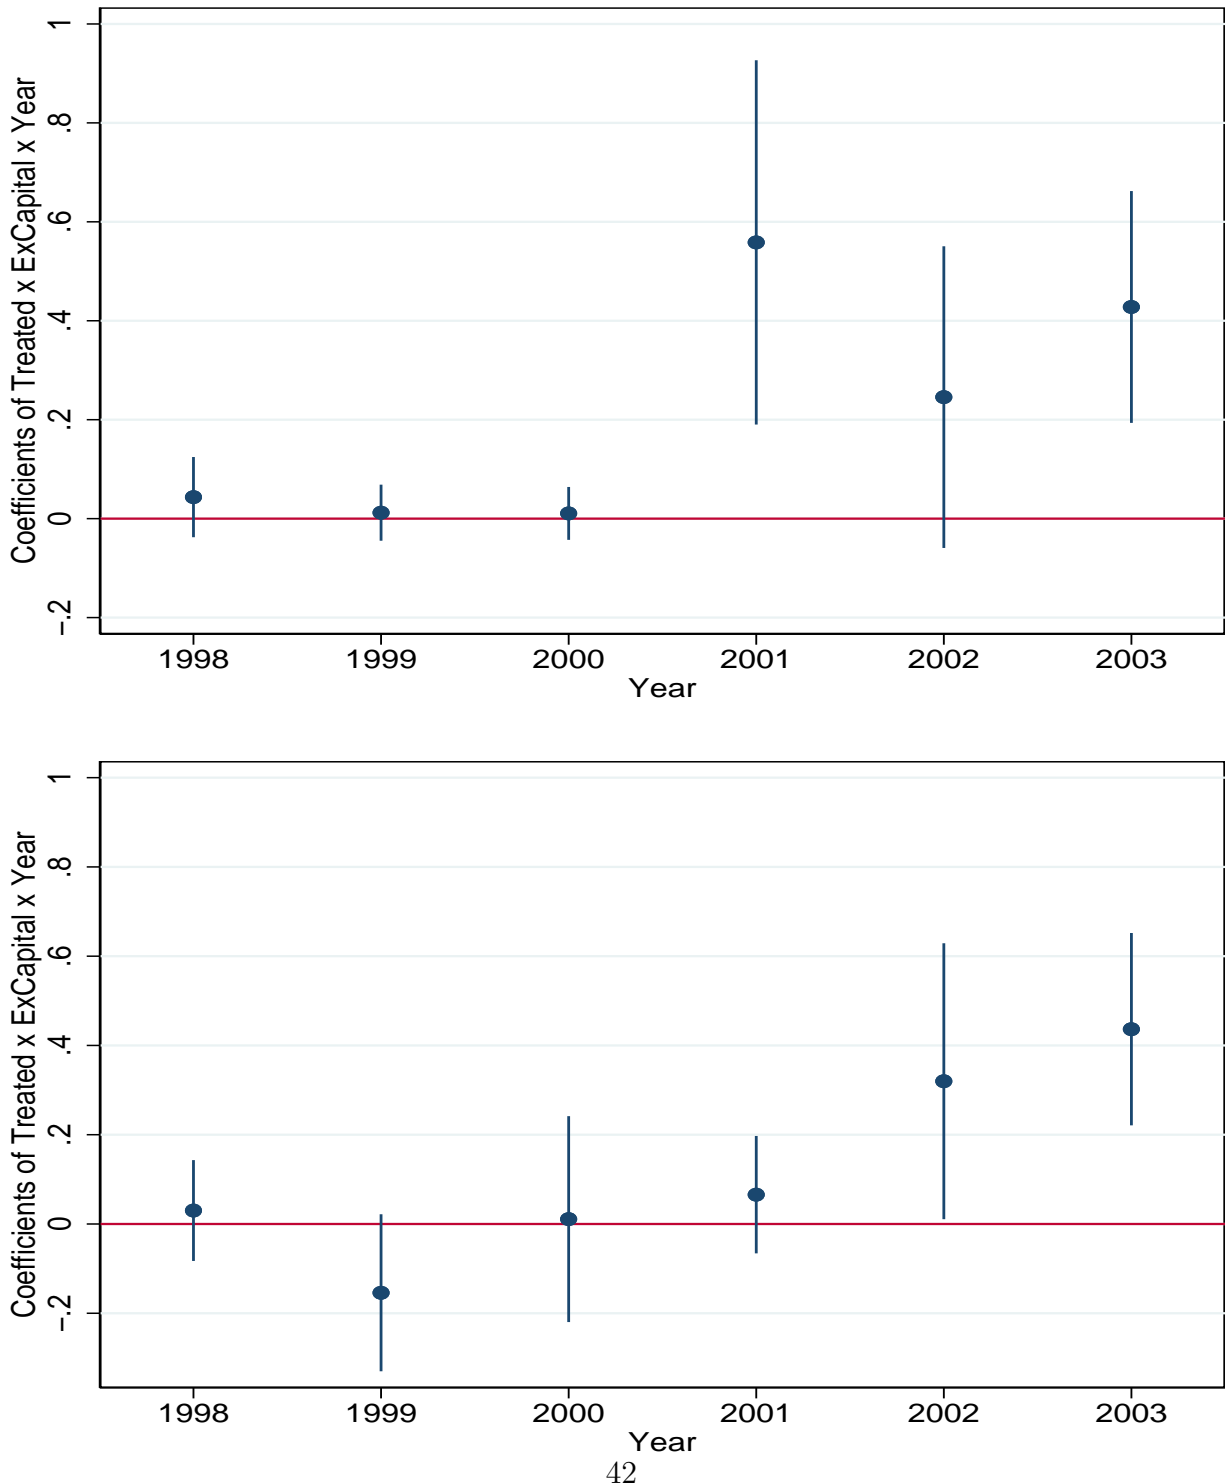 Coefficients of Treated x ExCapital x Year
1
.8
.6
.4
.2
0
-.2
1998 1999 2000 2001 2002 2003
Year
Coefficients of Treated x ExCapital x Year
1
.8
.6
.4
.2
0
-.2
1998 1999 2000 2001 2002 2003
Year
42